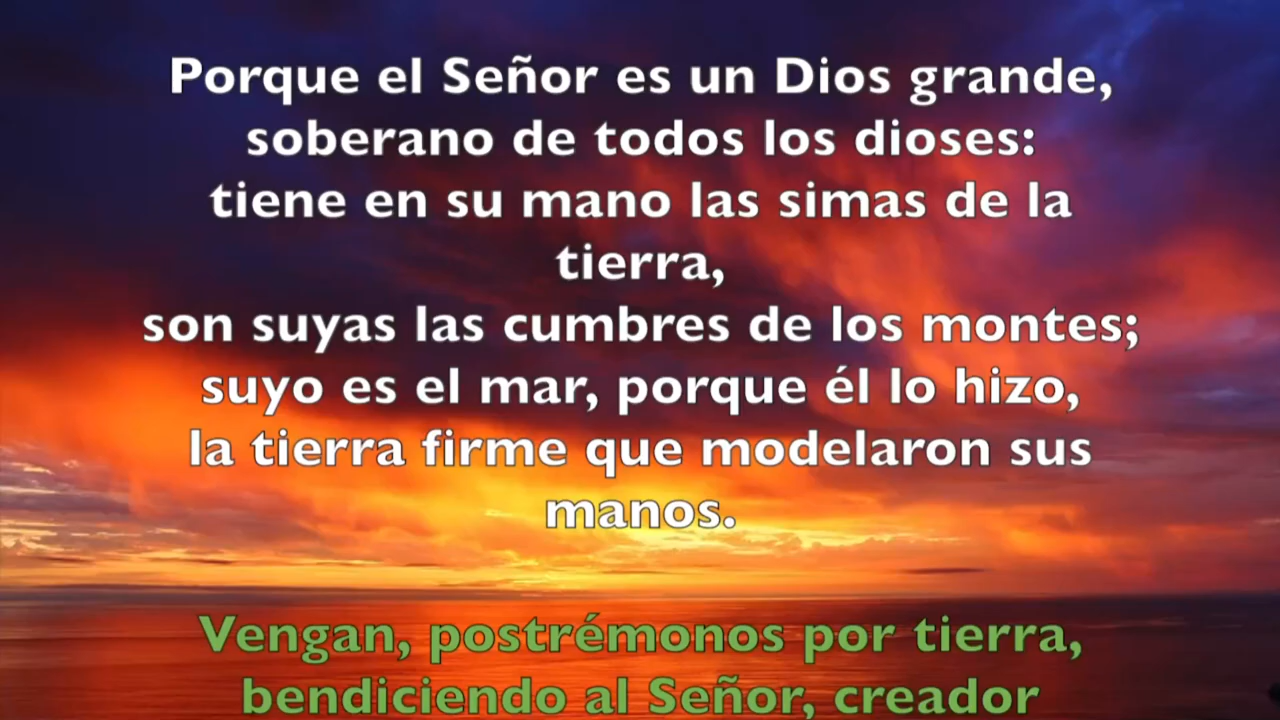 Porque el Señor es un Dios grande,
soberano de todos los dioses:
tiene en su mano las simas de la
tierra,
son suyas las cumbres de los montes;
suyo es el mar, porque él lo hizo,
la tierra firme que modelaron sus
manos.
Vengan, postrémonos por tierra,
bendiciendo al Señor, creador